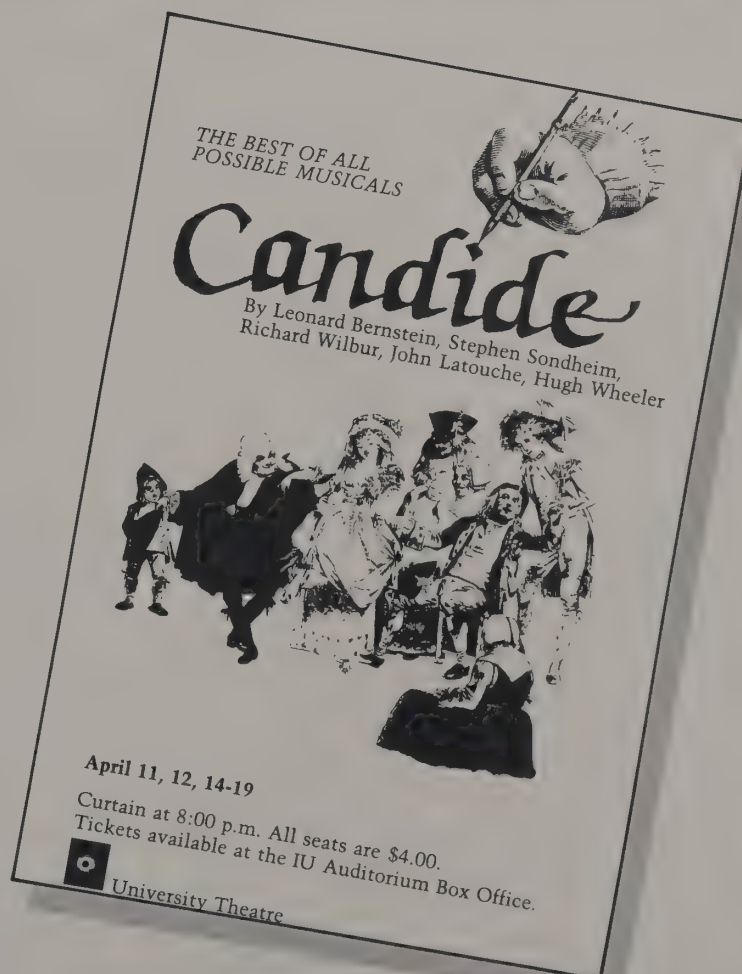 THE BEST OF ALL
POSSIBLE MUSICALS
Candide
By Leonard Bernstein, Stephen Sondheim,
Richard Wilbur, John Latouche, Hugh Wheeler
April 11, 12, 14-19
Curtain at 8:00 p.m. All seats are $4.00.
Tickets available at the IU Auditorium Box Office.
University Theatre